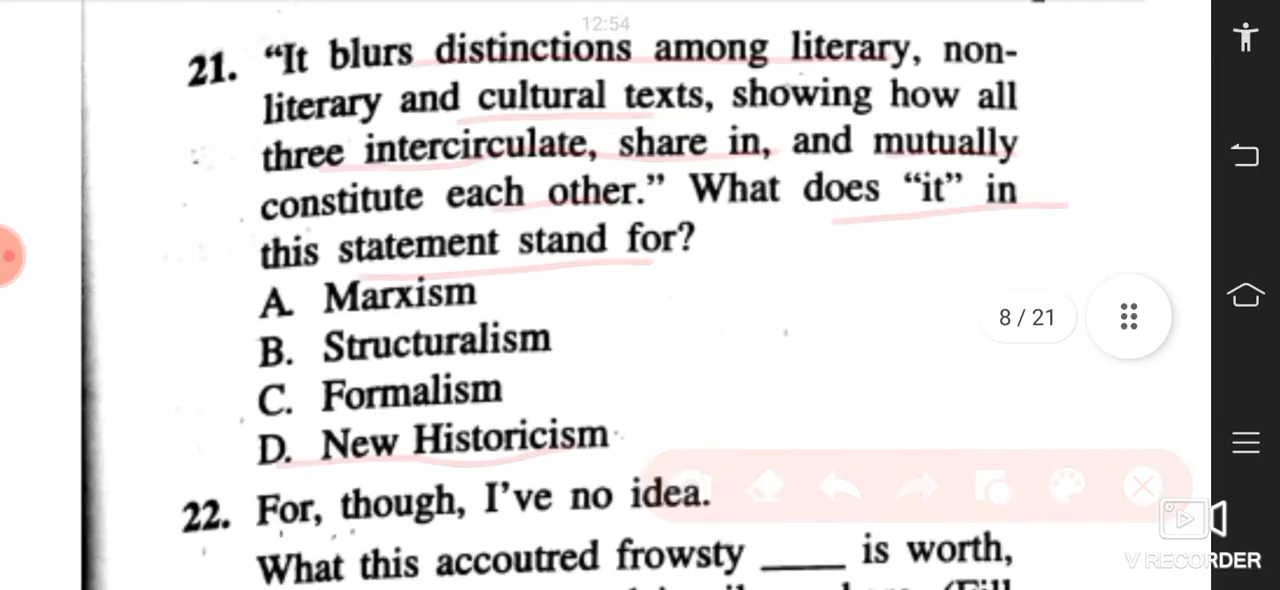 12:54
21. “It blurs distinctions among literary, non-
literary and cultural texts, showing how all
three intercirculate, share in, and mutually
constitute each other.” What does “it” in
this statement stand for?
A. Marxism
B. Structuralism
C. Formalism
D. New Historicism
8 / 21
22. For, though, I’ve no idea.
What this accoutred frowsty ____ is worth,
V RECORDER